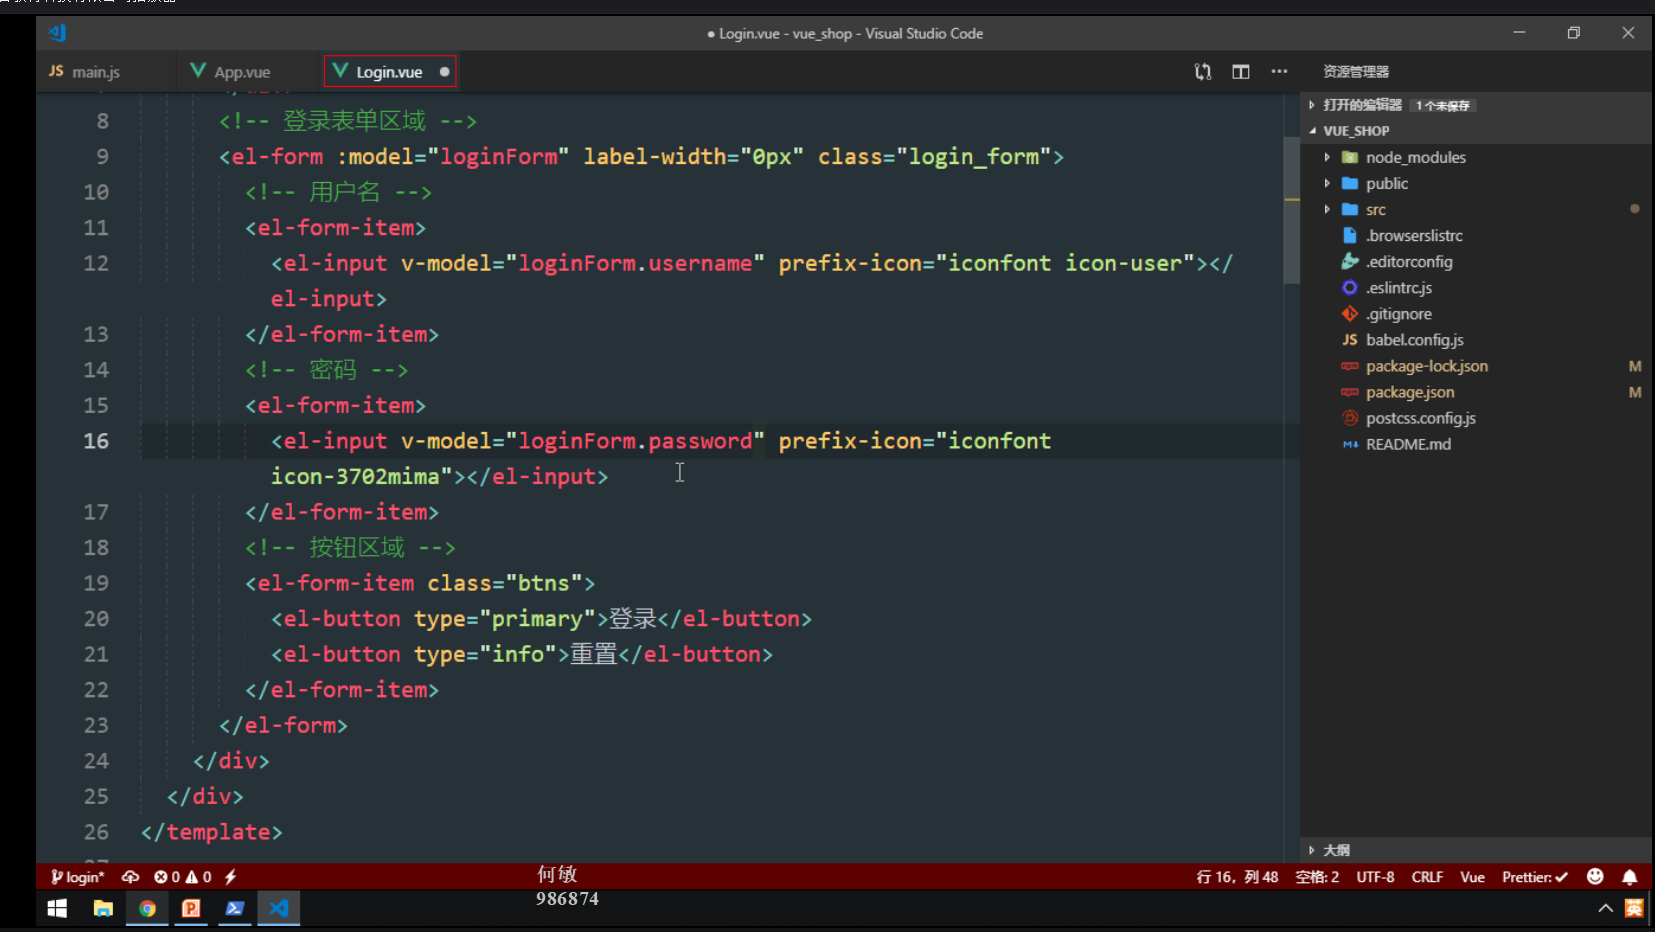 ● Login.vue - vue_shop - Visual Studio Code
JS main.js
App.vue
Login.vue ●
资源管理器
8 <!-- 登录表单区域 -->
9 <el-form :model="loginForm" label-width="0px" class="login_form">
10 <!-- 用户名 -->
11 <el-form-item>
12 <el-input v-model="loginForm.username" prefix-icon="iconfont icon-user"></
el-input>
13 </el-form-item>
14 <!-- 密码 -->
15 <el-form-item>
16 <el-input v-model="loginForm.password" prefix-icon="iconfont
icon-3702mima"></el-input>
17 </el-form-item>
18 <!-- 按钮区域 -->
19 <el-form-item class="btns">
20 <el-button type="primary">登录</el-button>
21 <el-button type="info">重置</el-button>
22 </el-form-item>
23 </el-form>
24 </div>
25 </div>
26 </template>
打开的编辑器 1 个未保存
VUE_SHOP
node_modules
public
src
.browserslistrc
.editorconfig
.eslintrc.js
.gitignore
JS babel.config.js
package-lock.json M
package.json M
postcss.config.js
README.md
大纲
login* 0 0
何敏
986874
行 16，列 48 空格: 2 UTF-8 CRLF Vue Prettier: ✓
英